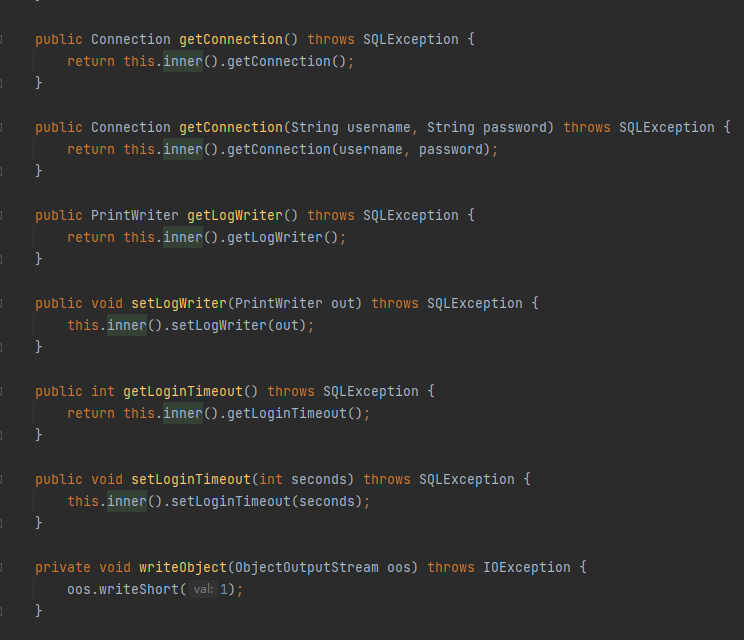 public Connection getConnection() throws SQLException {
return this.inner().getConnection();
}
public Connection getConnection(String username, String password) throws SQLException {
return this.inner().getConnection(username, password);
}
public PrintWriter getLogWriter() throws SQLException {
return this.inner().getLogWriter();
}
public void setLogWriter(PrintWriter out) throws SQLException {
this.inner().setLogWriter(out);
}
public int getLoginTimeout() throws SQLException {
return this.inner().getLoginTimeout();
}
public void setLoginTimeout(int seconds) throws SQLException {
this.inner().setLoginTimeout(seconds);
}
private void writeObject(ObjectOutputStream oos) throws IOException {
oos.writeShort( val: 1);
}